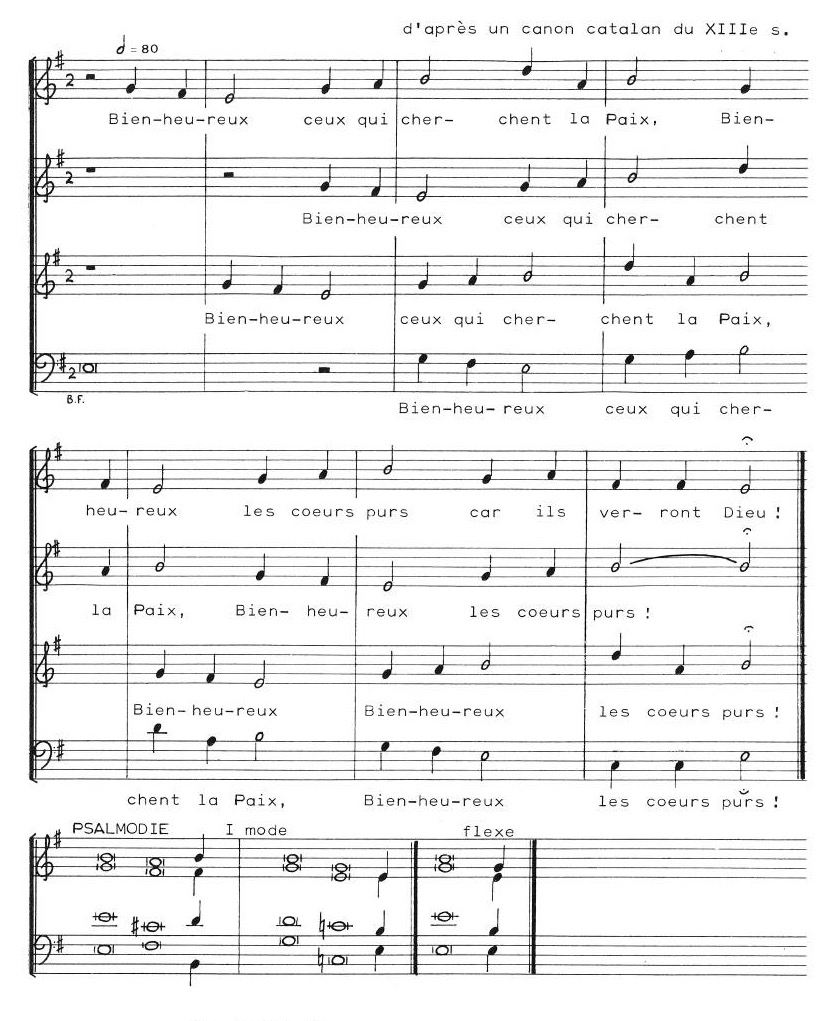 d'après un canon catalan du XIIIe s.
= 80
2
Bien-heu-reux ceux qui cher- chent la Paix, Bien-
2
Bien-heu-reux ceux qui cher- chent
2
Bien-heu-reux ceux qui cher- chent la Paix,
2
B.F.
Bien-heu-reux ceux qui cher-
heu-reux les coeurs purs car ils ver- ront Dieu !
la Paix, Bien- heu- reux les coeurs purs !
Bien-heu-reux Bien-heu-reux les coeurs purs !
chent la Paix, Bien-heu-reux les coeurs purs !
PSALMODIE I mode flexe